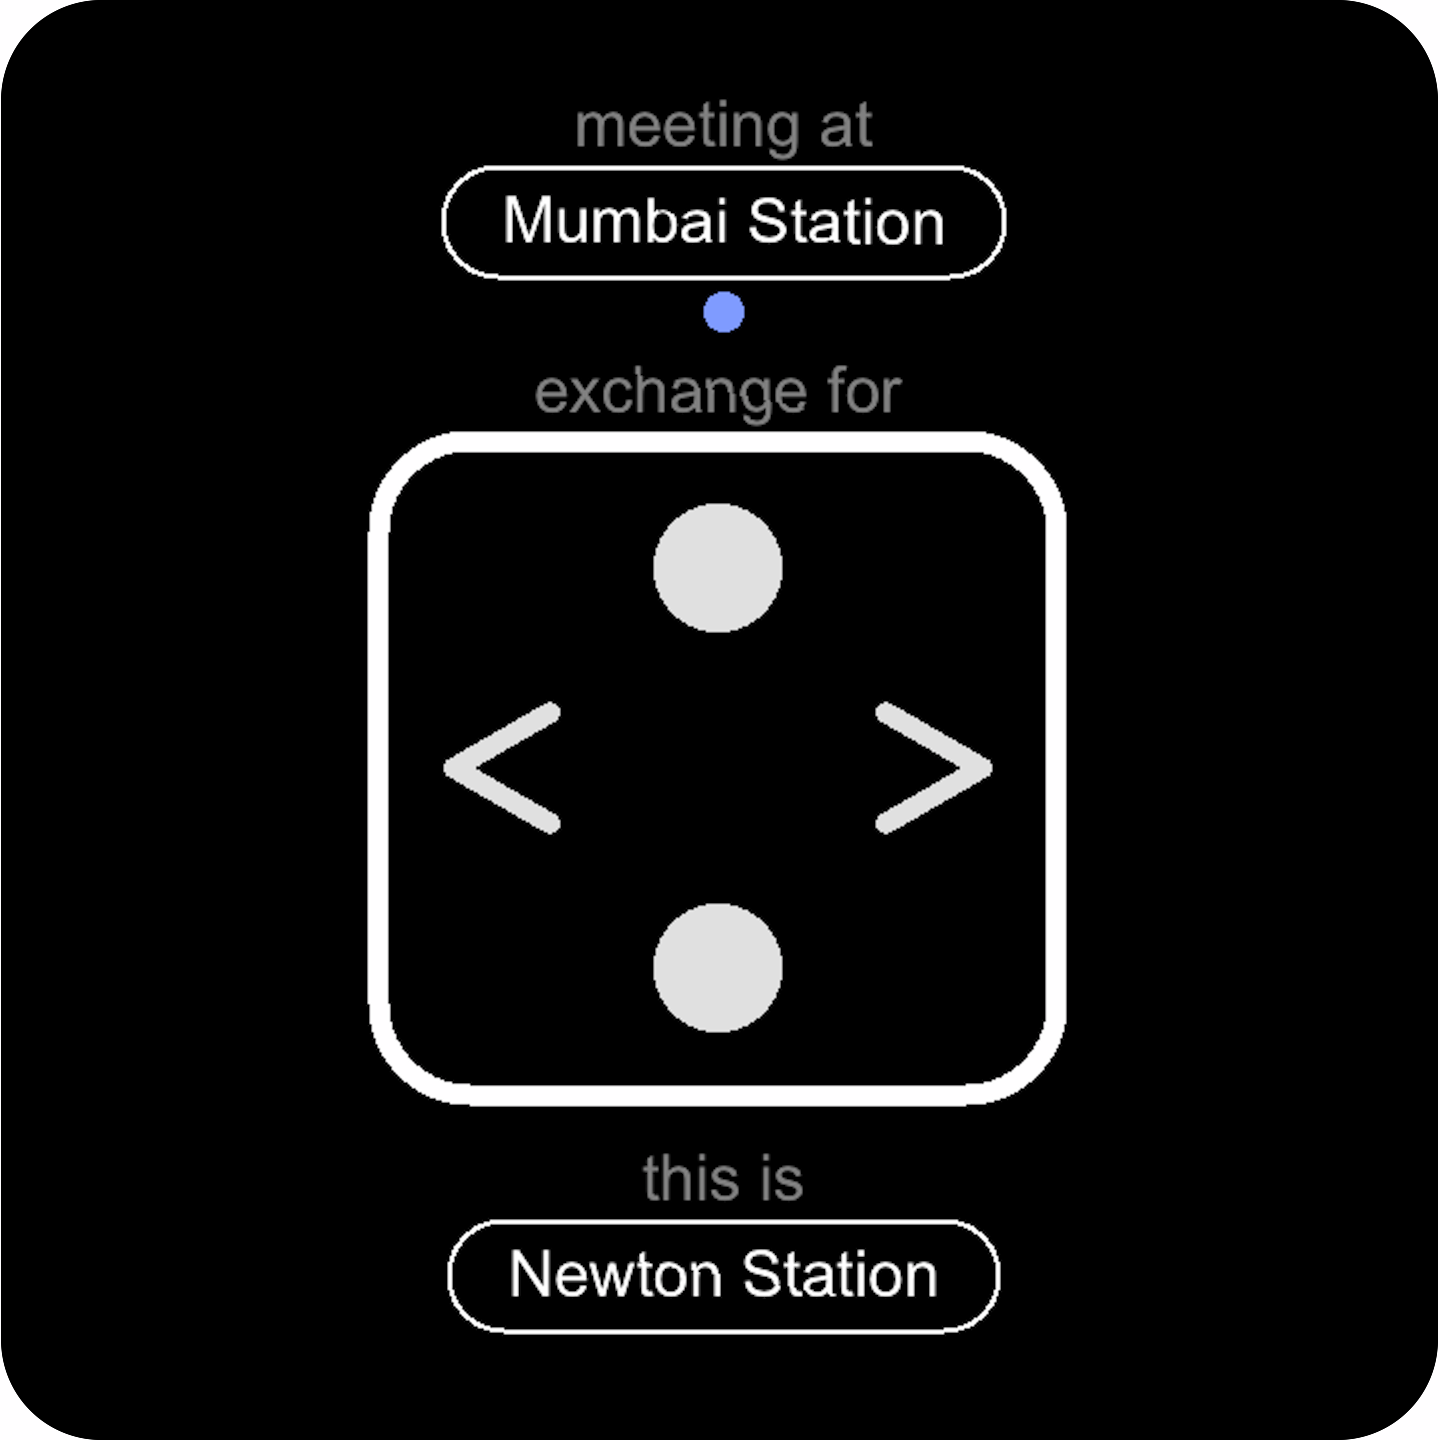 meeting at
Mumbai Station
exchange for
< >
this is
Newton Station